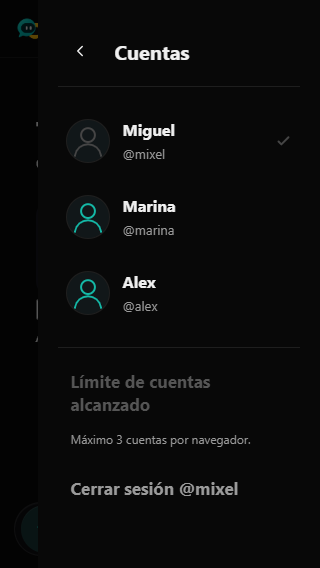 Cuentas
Miguel
@mixel
Marina
@marina
Alex
@alex
Límite de cuentas
alcanzado
Máximo 3 cuentas por navegador.
Cerrar sesión @mixel